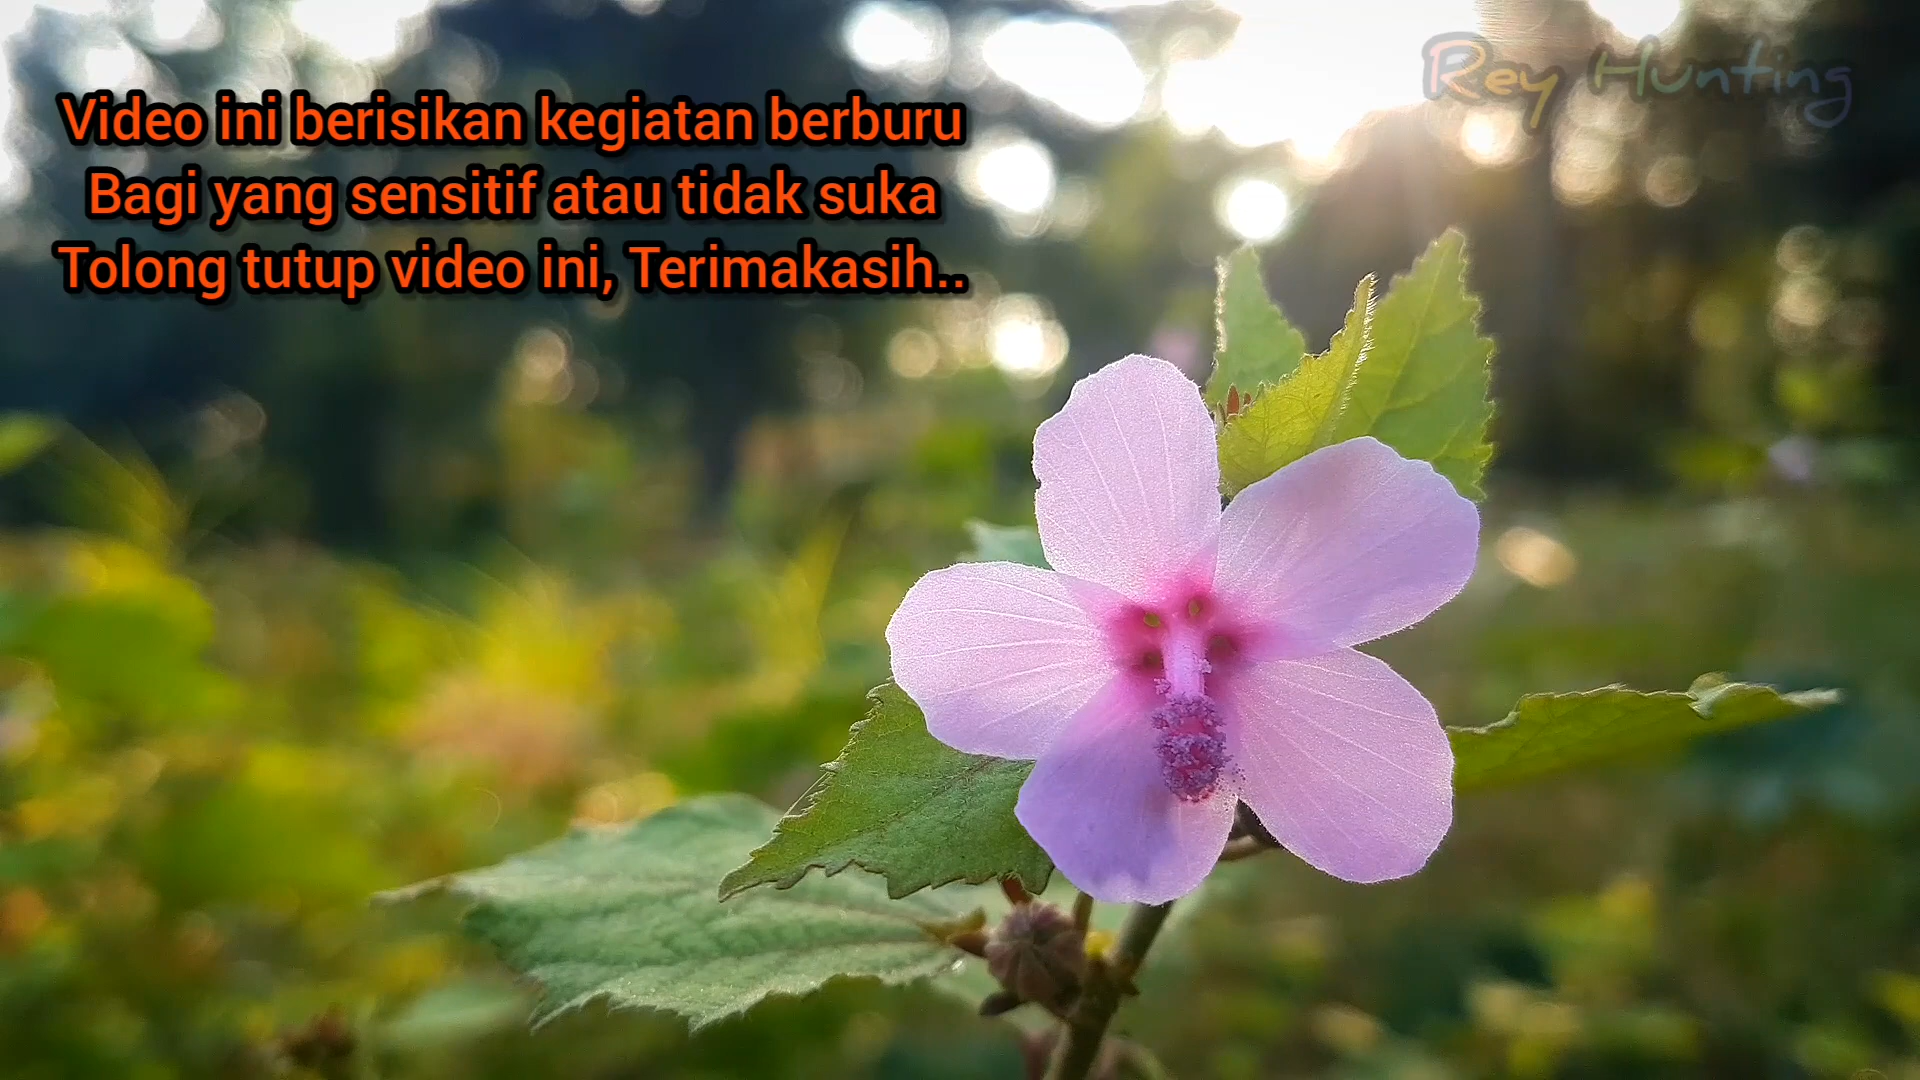 Rey Hunting
Video ini berisikan kegiatan berburu
Bagi yang sensitif atau tidak suka
Tolong tutup video ini, Terimakasih..